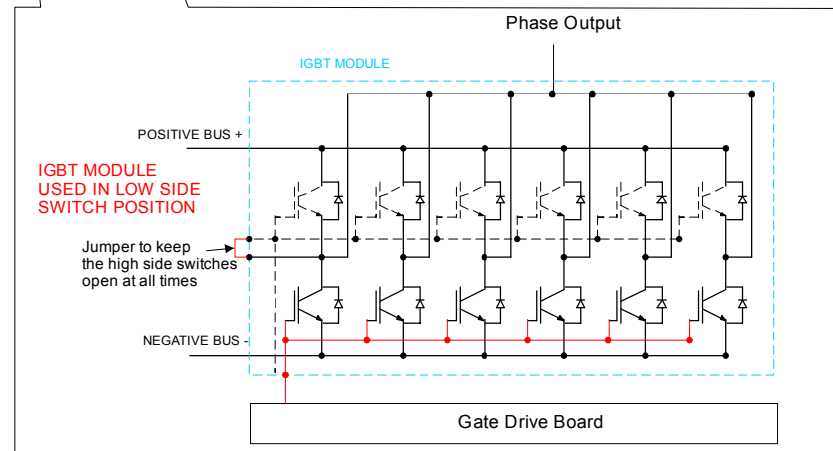 Phase Output
IGBT MODULE
POSITIVE BUS +
IGBT MODULE
USED IN LOW SIDE
SWITCH POSITION
Jumper to keep
the high side switches
open at all times
NEGATIVE BUS -
Gate Drive Board